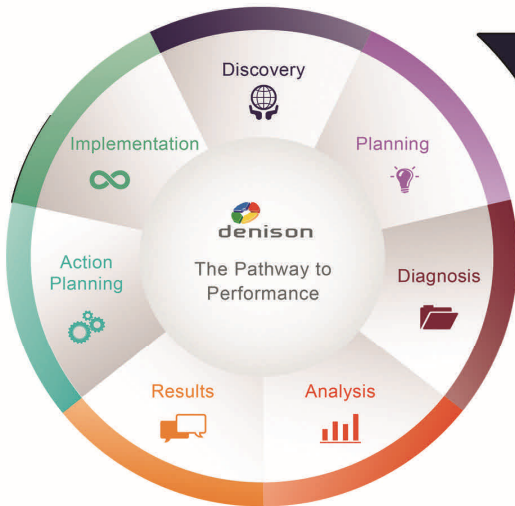 Discovery
Planning
Diagnosis
Analysis
Results
Action
Planning
Implementation
denison
The Pathway to
Performance